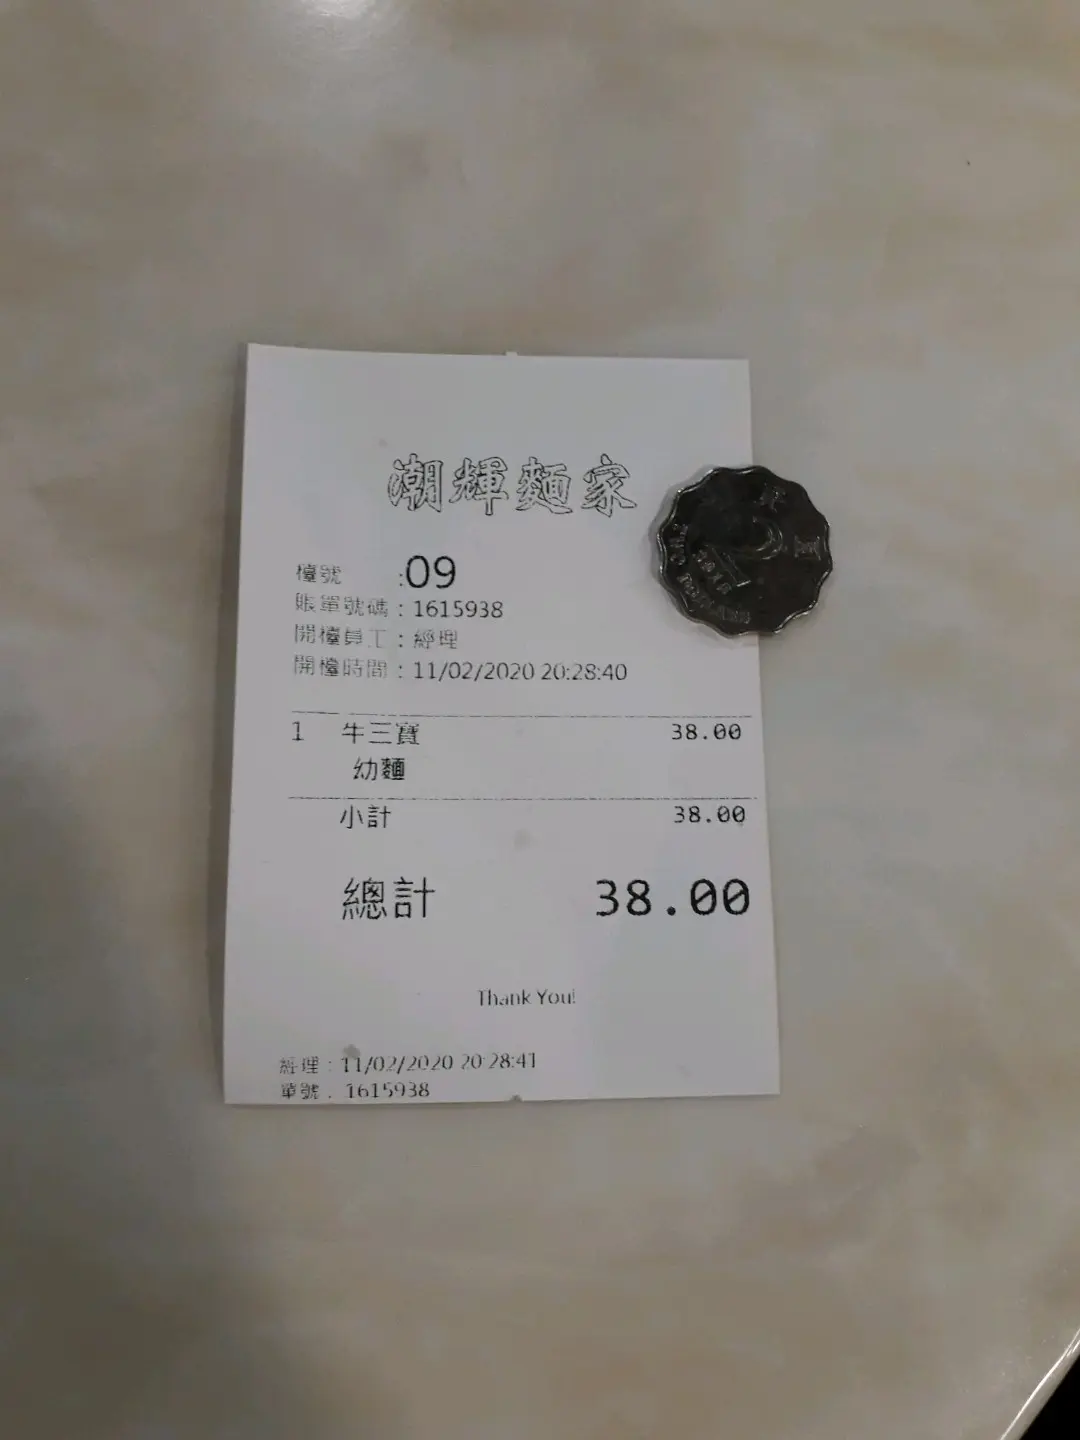 潮輝麵家
檯號 :09
賬單號碼 : 1615938
開檯員工 : 經理
開檯時間 : 11/02/2020 20:28:40
1 牛三寶 38.00
幼麵
小計 38.00
總計 38.00
Thank You!
經理 : 11/02/2020 20:28:41
單號 : 1615938
HONG KONG
2015